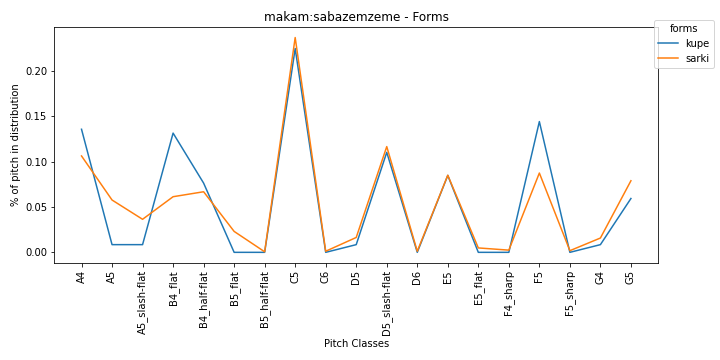 makam:sabazemzeme - Forms
forms
kupe
sarki
% of pitch in distribution
0.20
0.15
0.10
0.05
0.00
A4
A5
A5_slash-flat
B4_flat
B4_half-flat
B5_flat
B5_half-flat
C5
C6
D5
D5_slash-flat
D6
E5
E5_flat
F4_sharp
F5
F5_sharp
G4
G5
Pitch Classes